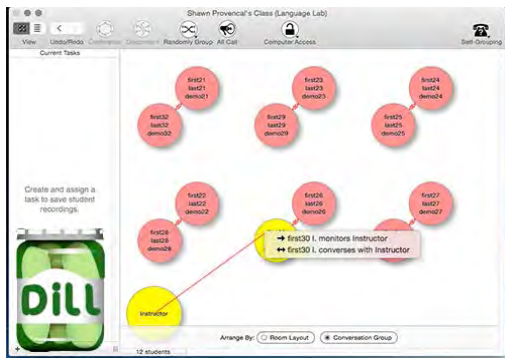 Shawn Provencal's Class (Language Lab)
View
Undo/Redo
Conference
Disconnect
Randomly Group
All Call
Computer Access
Self-Grouping
Current Tasks
first21
last21
demo21
first23
last23
demo23
first24
last24
demo24
first32
last32
demo32
first29
last29
demo29
first25
last25
demo25
Create and assign a
task to save student
recordings.
first22
last22
demo22
first26
last26
demo26
first27
last27
demo27
first28
last28
demo28
→ first30 I. monitors Instructor
↔ first30 I. converses with Instructor
DiLL
Instructor
Arrange By:
Room Layout
Conversation Group
12 students